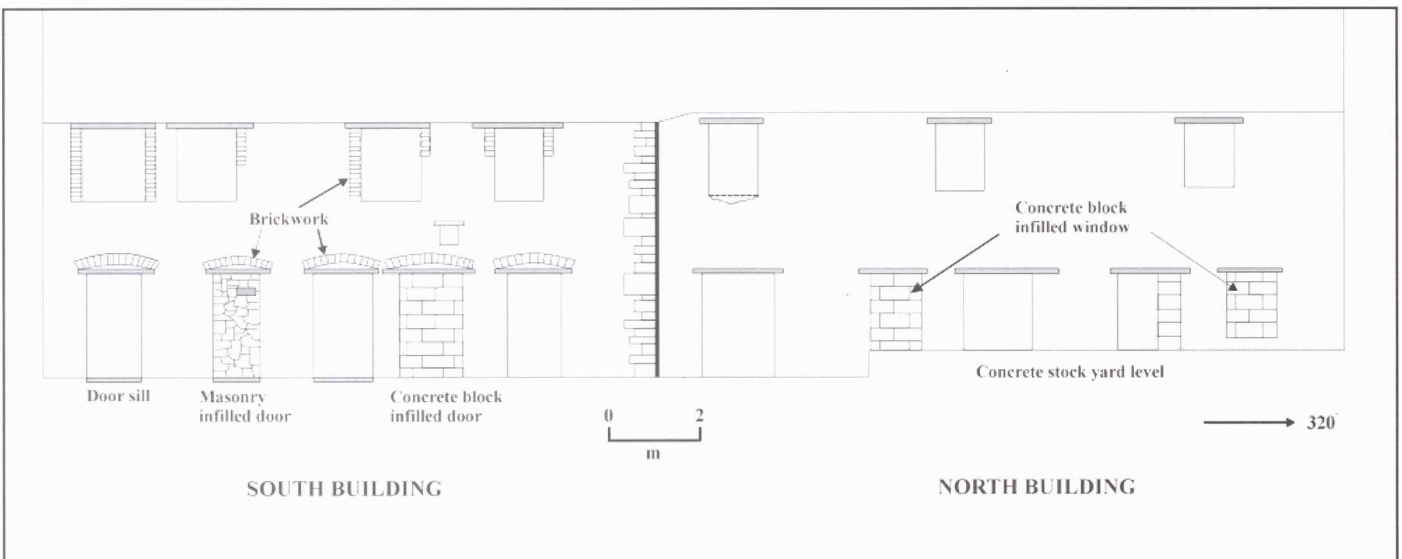 Brickwork
Concrete block
infilled window
Door sill
Masonry
infilled door
Concrete block
infilled door
Concrete stock yard level
0 2
m
320°
SOUTH BUILDING
NORTH BUILDING